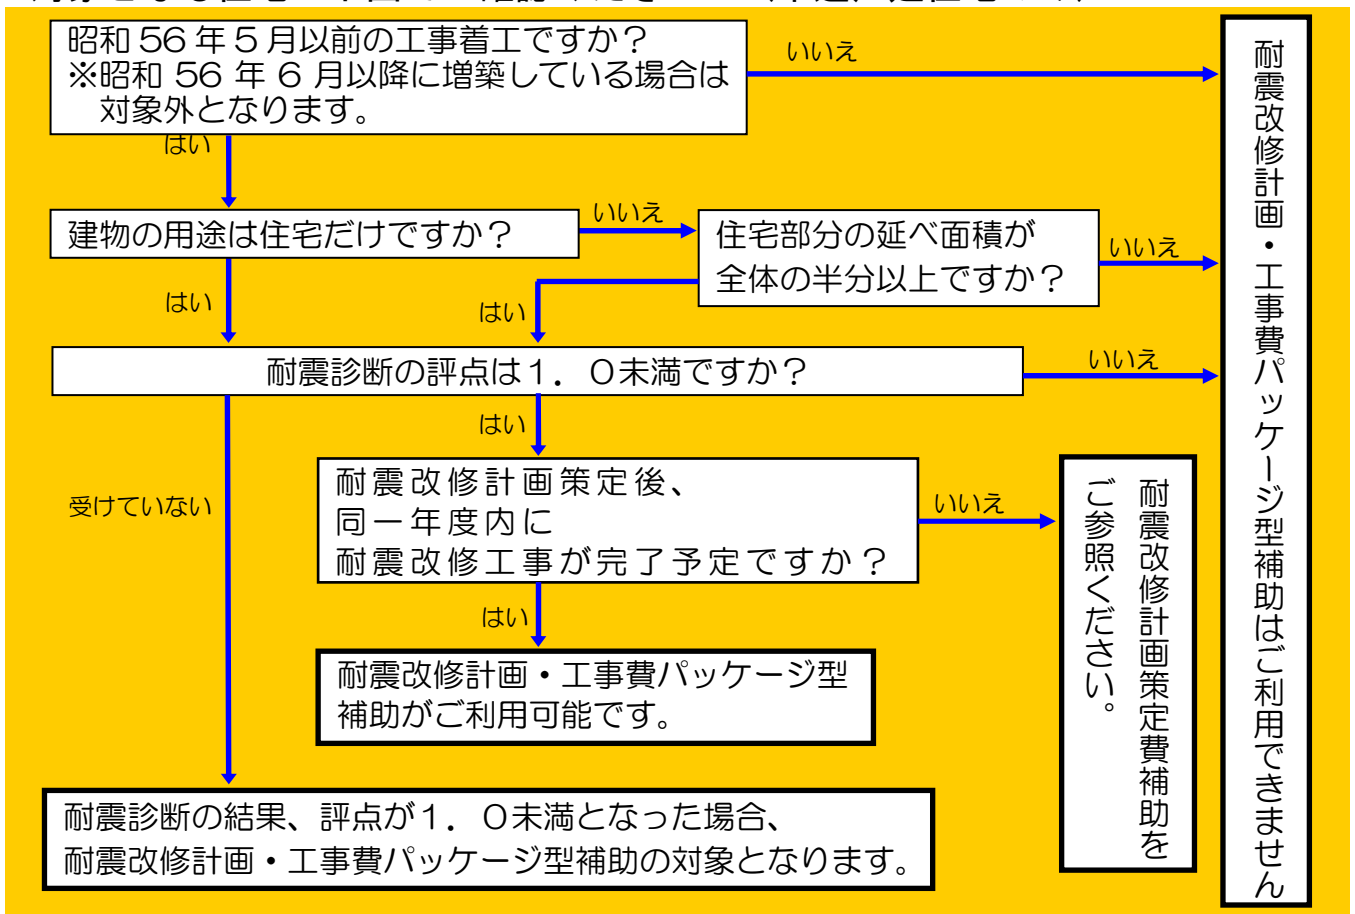 昭和 56 年 5 月以前の工事着工ですか？
※昭和 56 年 6 月以降に増築している場合は
対象外となります。
いいえ
はい
建物の用途は住宅だけですか？
いいえ
住宅部分の延べ面積が
全体の半分以上ですか？
いいえ
はい
はい
耐震診断の評点は１．０未満ですか？
いいえ
はい
受けていない
耐震改修計画策定後、
同一年度内に
耐震改修工事が完了予定ですか？
いいえ
はい
耐震改修計画・工事費パッケージ型
補助がご利用可能です。
耐震診断の結果、評点が１．０未満となった場合、
耐震改修計画・工事費パッケージ型補助の対象となります。
耐震改修計画策定費補助を
ご参照ください。
耐震改修計画・工事費パッケージ型補助はご利用できません